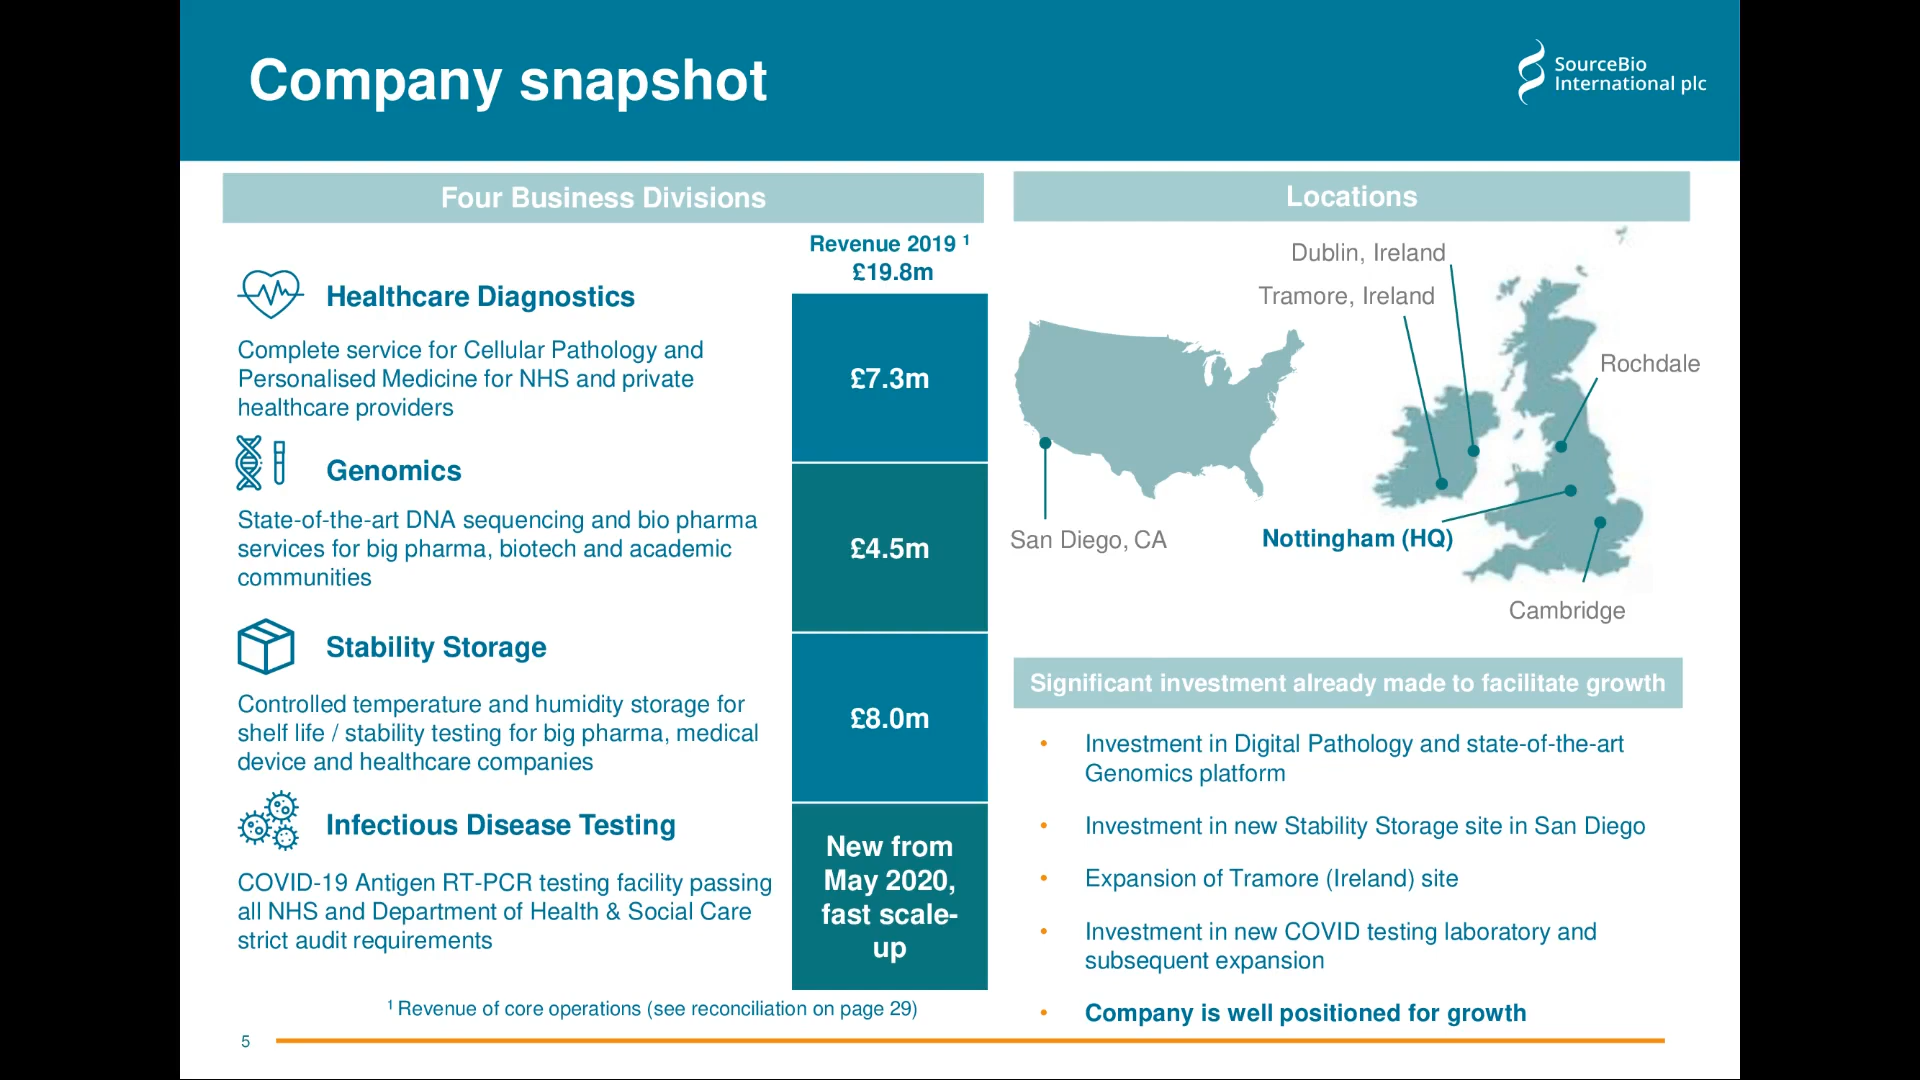 Company snapshot
SourceBio
International plc
Four Business Divisions
Revenue 2019 ¹
£19.8m
Healthcare Diagnostics
Complete service for Cellular Pathology and
Personalised Medicine for NHS and private
healthcare providers
£7.3m
Genomics
State-of-the-art DNA sequencing and bio pharma
services for big pharma, biotech and academic
communities
£4.5m
Stability Storage
Controlled temperature and humidity storage for
shelf life / stability testing for big pharma, medical
device and healthcare companies
£8.0m
Infectious Disease Testing
COVID-19 Antigen RT-PCR testing facility passing
all NHS and Department of Health & Social Care
strict audit requirements
New from
May 2020,
fast scale-
up
¹ Revenue of core operations (see reconciliation on page 29)
Locations
Dublin, Ireland
Tramore, Ireland
Rochdale
San Diego, CA
Nottingham (HQ)
Cambridge
Significant investment already made to facilitate growth
• Investment in Digital Pathology and state-of-the-art
Genomics platform
• Investment in new Stability Storage site in San Diego
• Expansion of Tramore (Ireland) site
• Investment in new COVID testing laboratory and
subsequent expansion
• Company is well positioned for growth
5